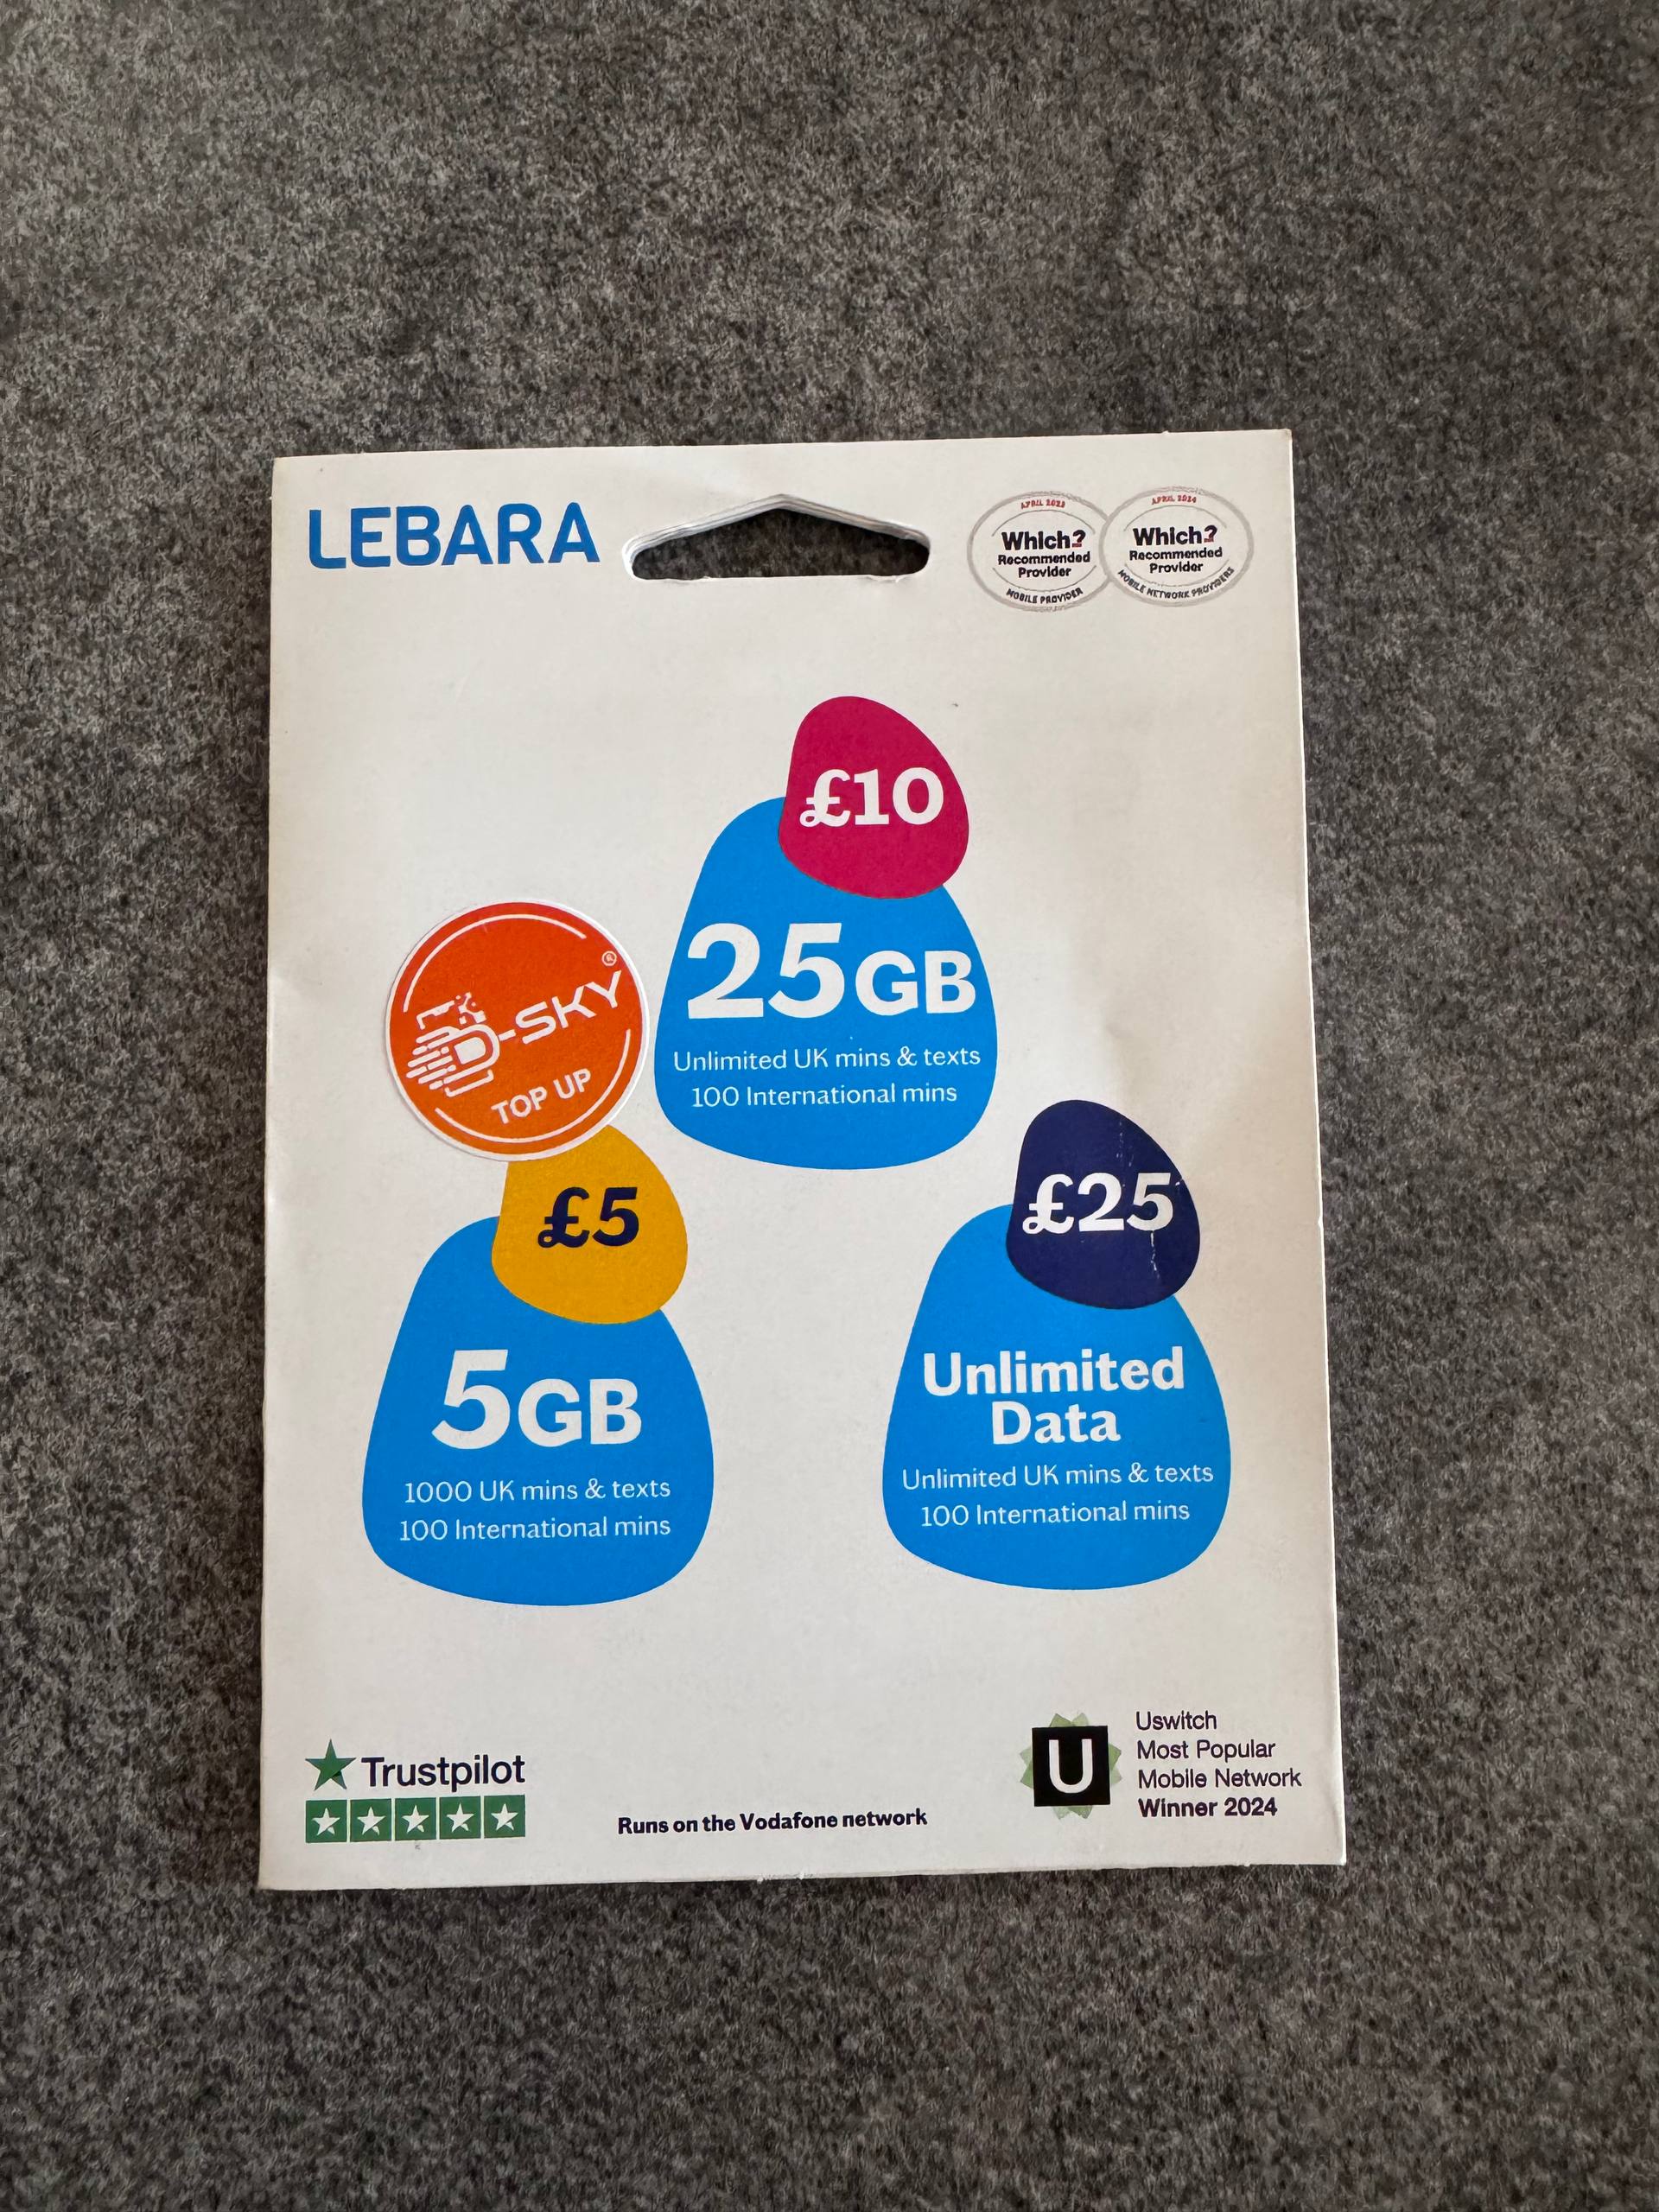 LEBARA
APRIL 2023
Which?
Recommended
Provider
MOBILE PROVIDER
APRIL 2024
Which?
Recommended
Provider
MOBILE NETWORK PROVIDERS
£10
25GB
Unlimited UK mins & texts
100 International mins
D-SKY®
TOP UP
£5
5GB
1000 UK mins & texts
100 International mins
£25
Unlimited
Data
Unlimited UK mins & texts
100 International mins
Trustpilot
Runs on the Vodafone network
U
Uswitch
Most Popular
Mobile Network
Winner 2024